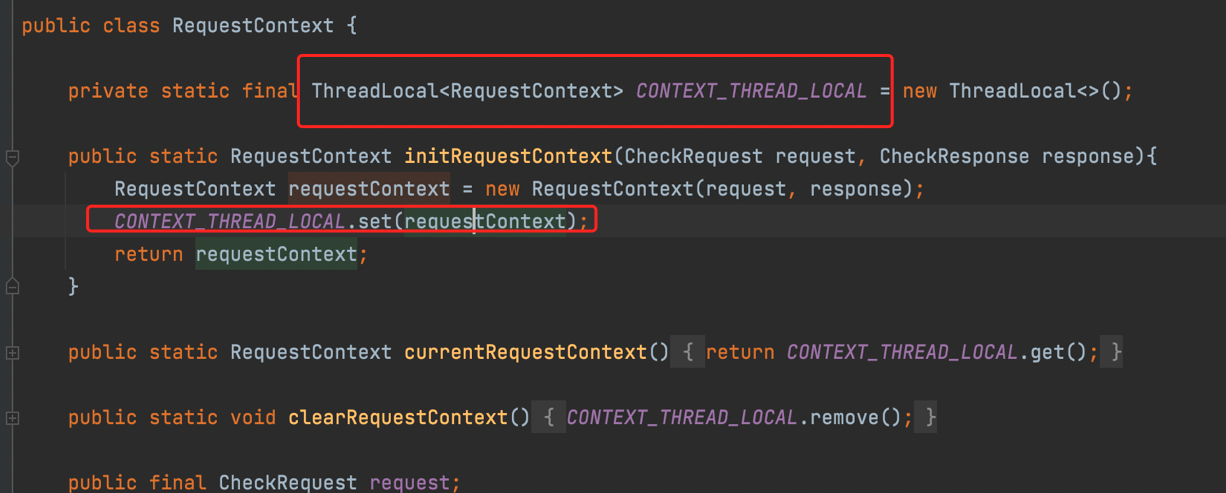 public class RequestContext {
private static final ThreadLocal<RequestContext> CONTEXT_THREAD_LOCAL = new ThreadLocal<>();
public static RequestContext initRequestContext(CheckRequest request, CheckResponse response){
RequestContext requestContext = new RequestContext(request, response);
CONTEXT_THREAD_LOCAL.set(requestContext);
return requestContext;
}
public static RequestContext currentRequestContext() { return CONTEXT_THREAD_LOCAL.get(); }
public static void clearRequestContext() { CONTEXT_THREAD_LOCAL.remove(); }
public final CheckRequest request;